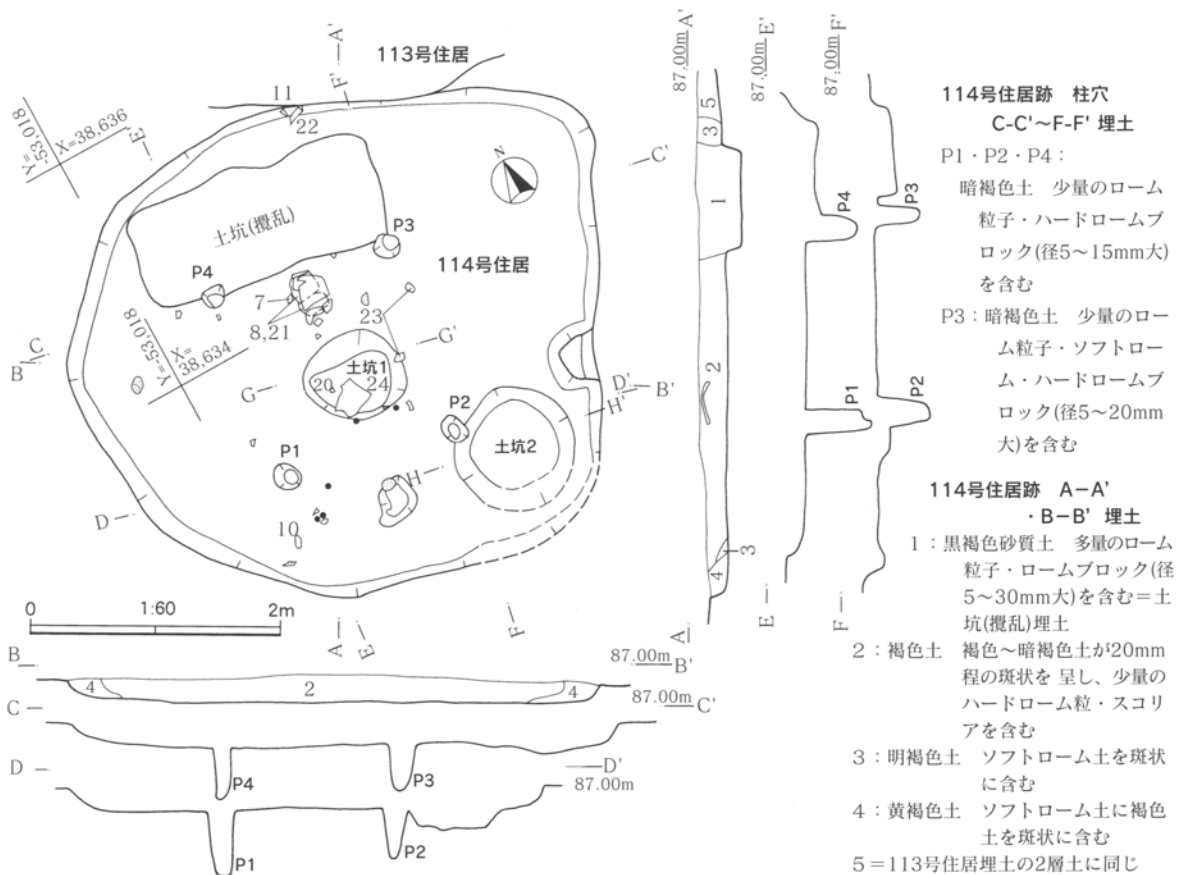 113号住居
A'
F'
11
22
E'
Y=-53,018
X=38,636
C'
N
土坑(攪乱)
P3
P4
114号住居
7
8,21
23
G'
Y=-53,018
X=38,634
C
B
土坑1
20
24
G
D'
B'
H'
P2
土坑2
P1
H
D
10
0 1:60 2m
A
E
F
B
87.00m B'
4 2 4
C
87.00m C'
P4
P3
D
D'
87.00m
P1
P2
87.00m A'
5
3
1
2
3
4
A
87.00m E'
P4
P1
E
87.00m F'
P3
P2
F
114号住居跡 柱穴
C-C'~F-F' 埋土
P1・P2・P4:
暗褐色土 少量のローム
粒子・ハードロームブ
ロック(径5~15mm大)
を含む
P3:暗褐色土 少量のロー
ム粒子・ソフトロー
ム・ハードロームブ
ロック(径5~20mm
大)を含む
114号住居跡 A-A'
・B-B' 埋土
1:黒褐色砂質土 多量のローム
粒子・ロームブロック(径
5~30mm大)を含む=土
坑(攪乱)埋土
2:褐色土 褐色~暗褐色土が20mm
程の斑状を 呈し、少量の
ハードローム粒・スコリ
アを含む
3:明褐色土 ソフトローム土を斑状
に含む
4:黄褐色土 ソフトローム土に褐色
土を斑状に含む
5=113号住居埋土の2層土に同じ